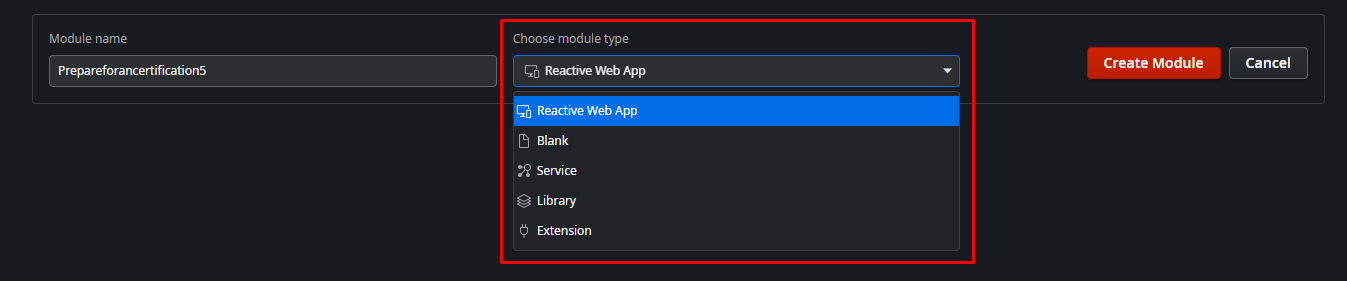 Module name
Choose module type
Prepareforancertification5
Reactive Web App
Create Module
Cancel
Reactive Web App
Blank
Service
Library
Extension